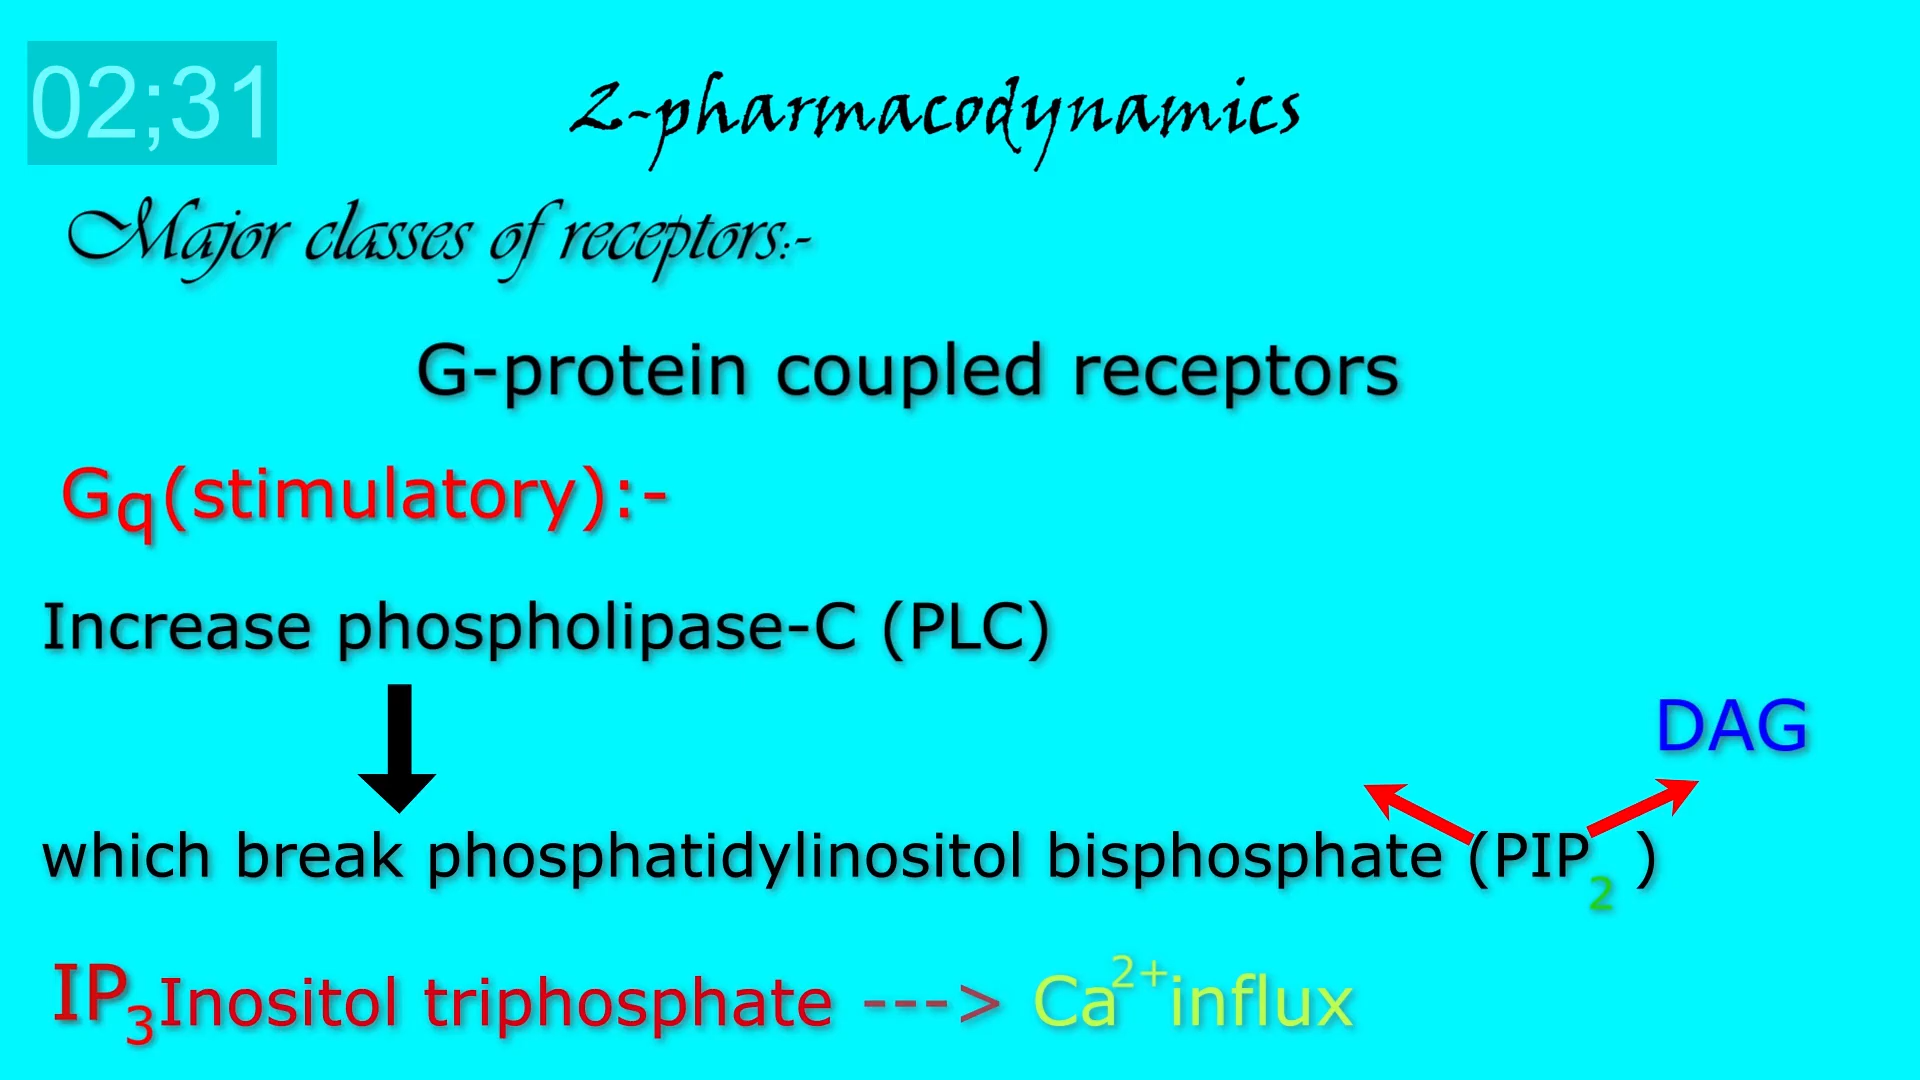 02;31
2-pharmacodynamics
Major classes of receptors:-
G-protein coupled receptors
Gq(stimulatory):-
Increase phospholipase-C (PLC)
DAG
which break phosphatidylinositol bisphosphate (PIP2 )
IP3Inositol triphosphate ---> Ca2+influx